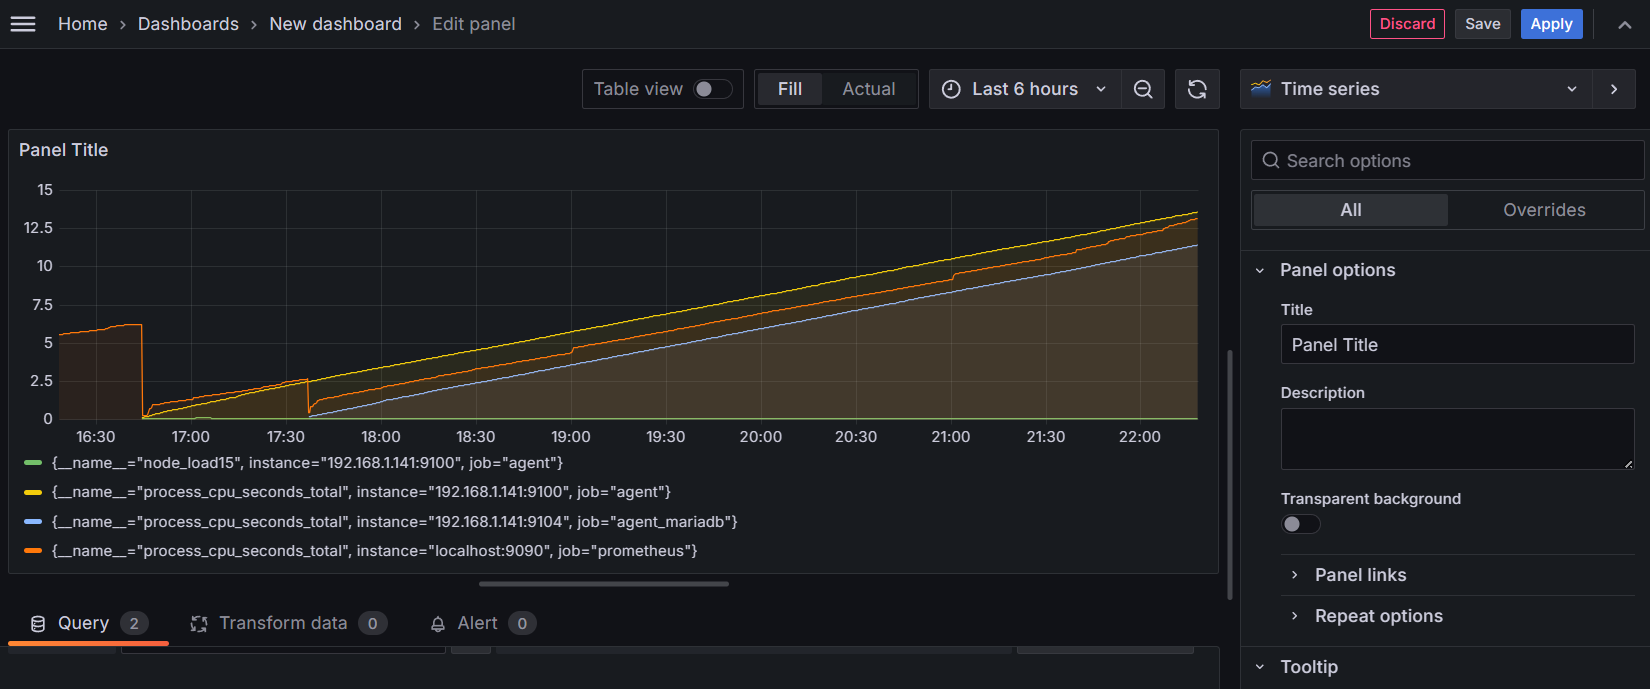 Home › Dashboards › New dashboard › Edit panel
Discard Save Apply
Table view Fill Actual Last 6 hours Time series
Panel Title
15
12.5
10
7.5
5
2.5
0
16:30 17:00 17:30 18:00 18:30 19:00 19:30 20:00 20:30 21:00 21:30 22:00
{__name__="node_load15", instance="192.168.1.141:9100", job="agent"}
{__name__="process_cpu_seconds_total", instance="192.168.1.141:9100", job="agent"}
{__name__="process_cpu_seconds_total", instance="192.168.1.141:9104", job="agent_mariadb"}
{__name__="process_cpu_seconds_total", instance="localhost:9090", job="prometheus"}
Query 2 Transform data 0 Alert 0
Search options
All Overrides
Panel options
Title
Panel Title
Description
Transparent background
Panel links
Repeat options
Tooltip